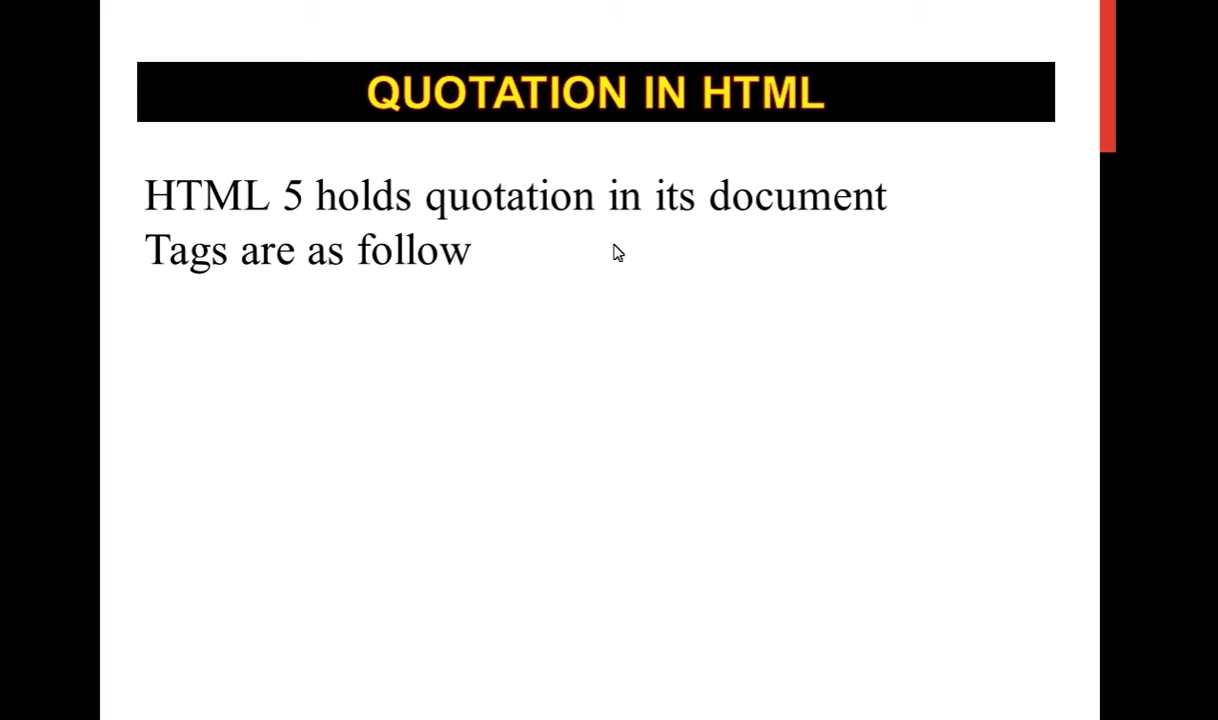 QUOTATION IN HTML
HTML 5 holds quotation in its document
Tags are as follow